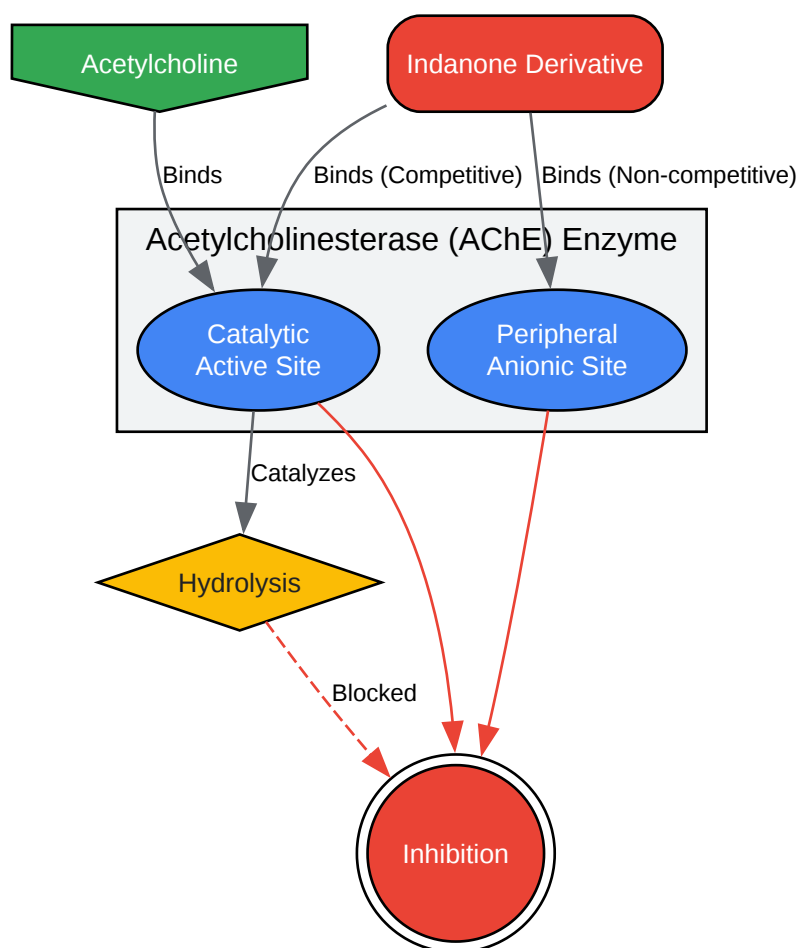 Acetylcholine
Indanone Derivative
Binds
Binds (Competitive)
Binds (Non-competitive)
Acetylcholinesterase (AChE) Enzyme
Catalytic
Active Site
Peripheral
Anionic Site
Catalyzes
Hydrolysis
Blocked
Inhibition